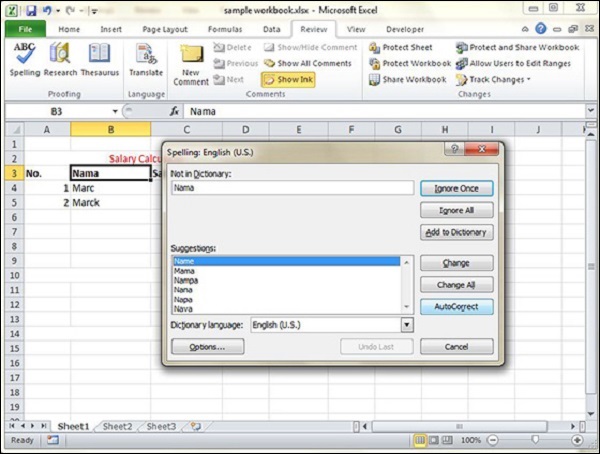 sample workbook.xlsx - Microsoft Excel
File Home Insert Page Layout Formulas Data Review View Developer
ABC
Spelling Research Thesaurus
Proofing
Translate
Language
New Comment
Delete
Previous
Next
Show/Hide Comment
Show All Comments
Show Ink
Comments
Protect Sheet
Protect Workbook
Share Workbook
Protect and Share Workbook
Allow Users to Edit Ranges
Track Changes
Changes
B3 fx Nama
A B C D E F G H I J
1
2 Salary Calcu
3 No. Nama Sa
4 1 Marc
5 2 Marck
6
7
8
9
10
11
12
13
14
15
16
17
18
19
Spelling: English (U.S.)
Not in Dictionary:
Nama
Ignore Once
Ignore All
Add to Dictionary
Suggestions:
Name
Mama
Nampa
Nana
Napa
Nava
Change
Change All
AutoCorrect
Dictionary language: English (U.S.)
Options... Undo Last Cancel
Sheet1 Sheet2 Sheet3
Ready 100%